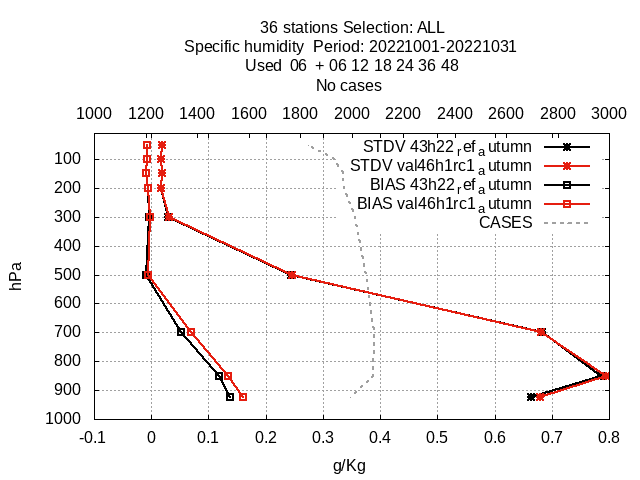 36 stations Selection: ALL
Specific humidity  Period: 20221001-20221031
Used  06  + 06 12 18 24 36 48
No cases
1000 1200 1400 1600 1800 2000 2200 2400 2600 2800 3000
STDV 43h22_ref_autumn
STDV val46h1rc1_autumn
BIAS 43h22_ref_autumn
BIAS val46h1rc1_autumn
CASES
100
200
300
400
500
600
700
800
900
1000
hPa
-0.1 0 0.1 0.2 0.3 0.4 0.5 0.6 0.7 0.8
g/Kg